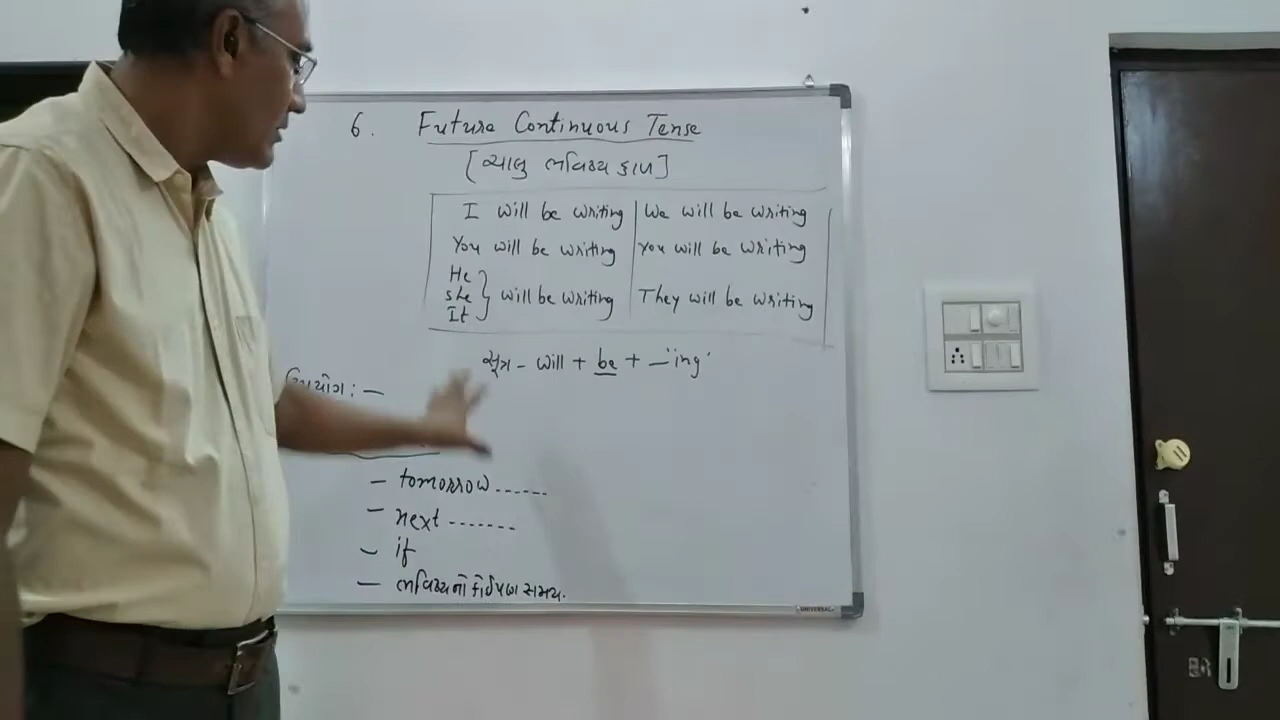 6. Future Continuous Tense
[ચાલુ ભવિષ્ય કાળ]
I will be writing | We will be writing
You will be writing | You will be writing
He
She } will be writing | They will be writing
It
સૂત્ર - will + be + —'ing'
— tomorrow......
— next .......
— if
— ભવિષ્યનો કોઈપણ સમય.
UNIVERSAL